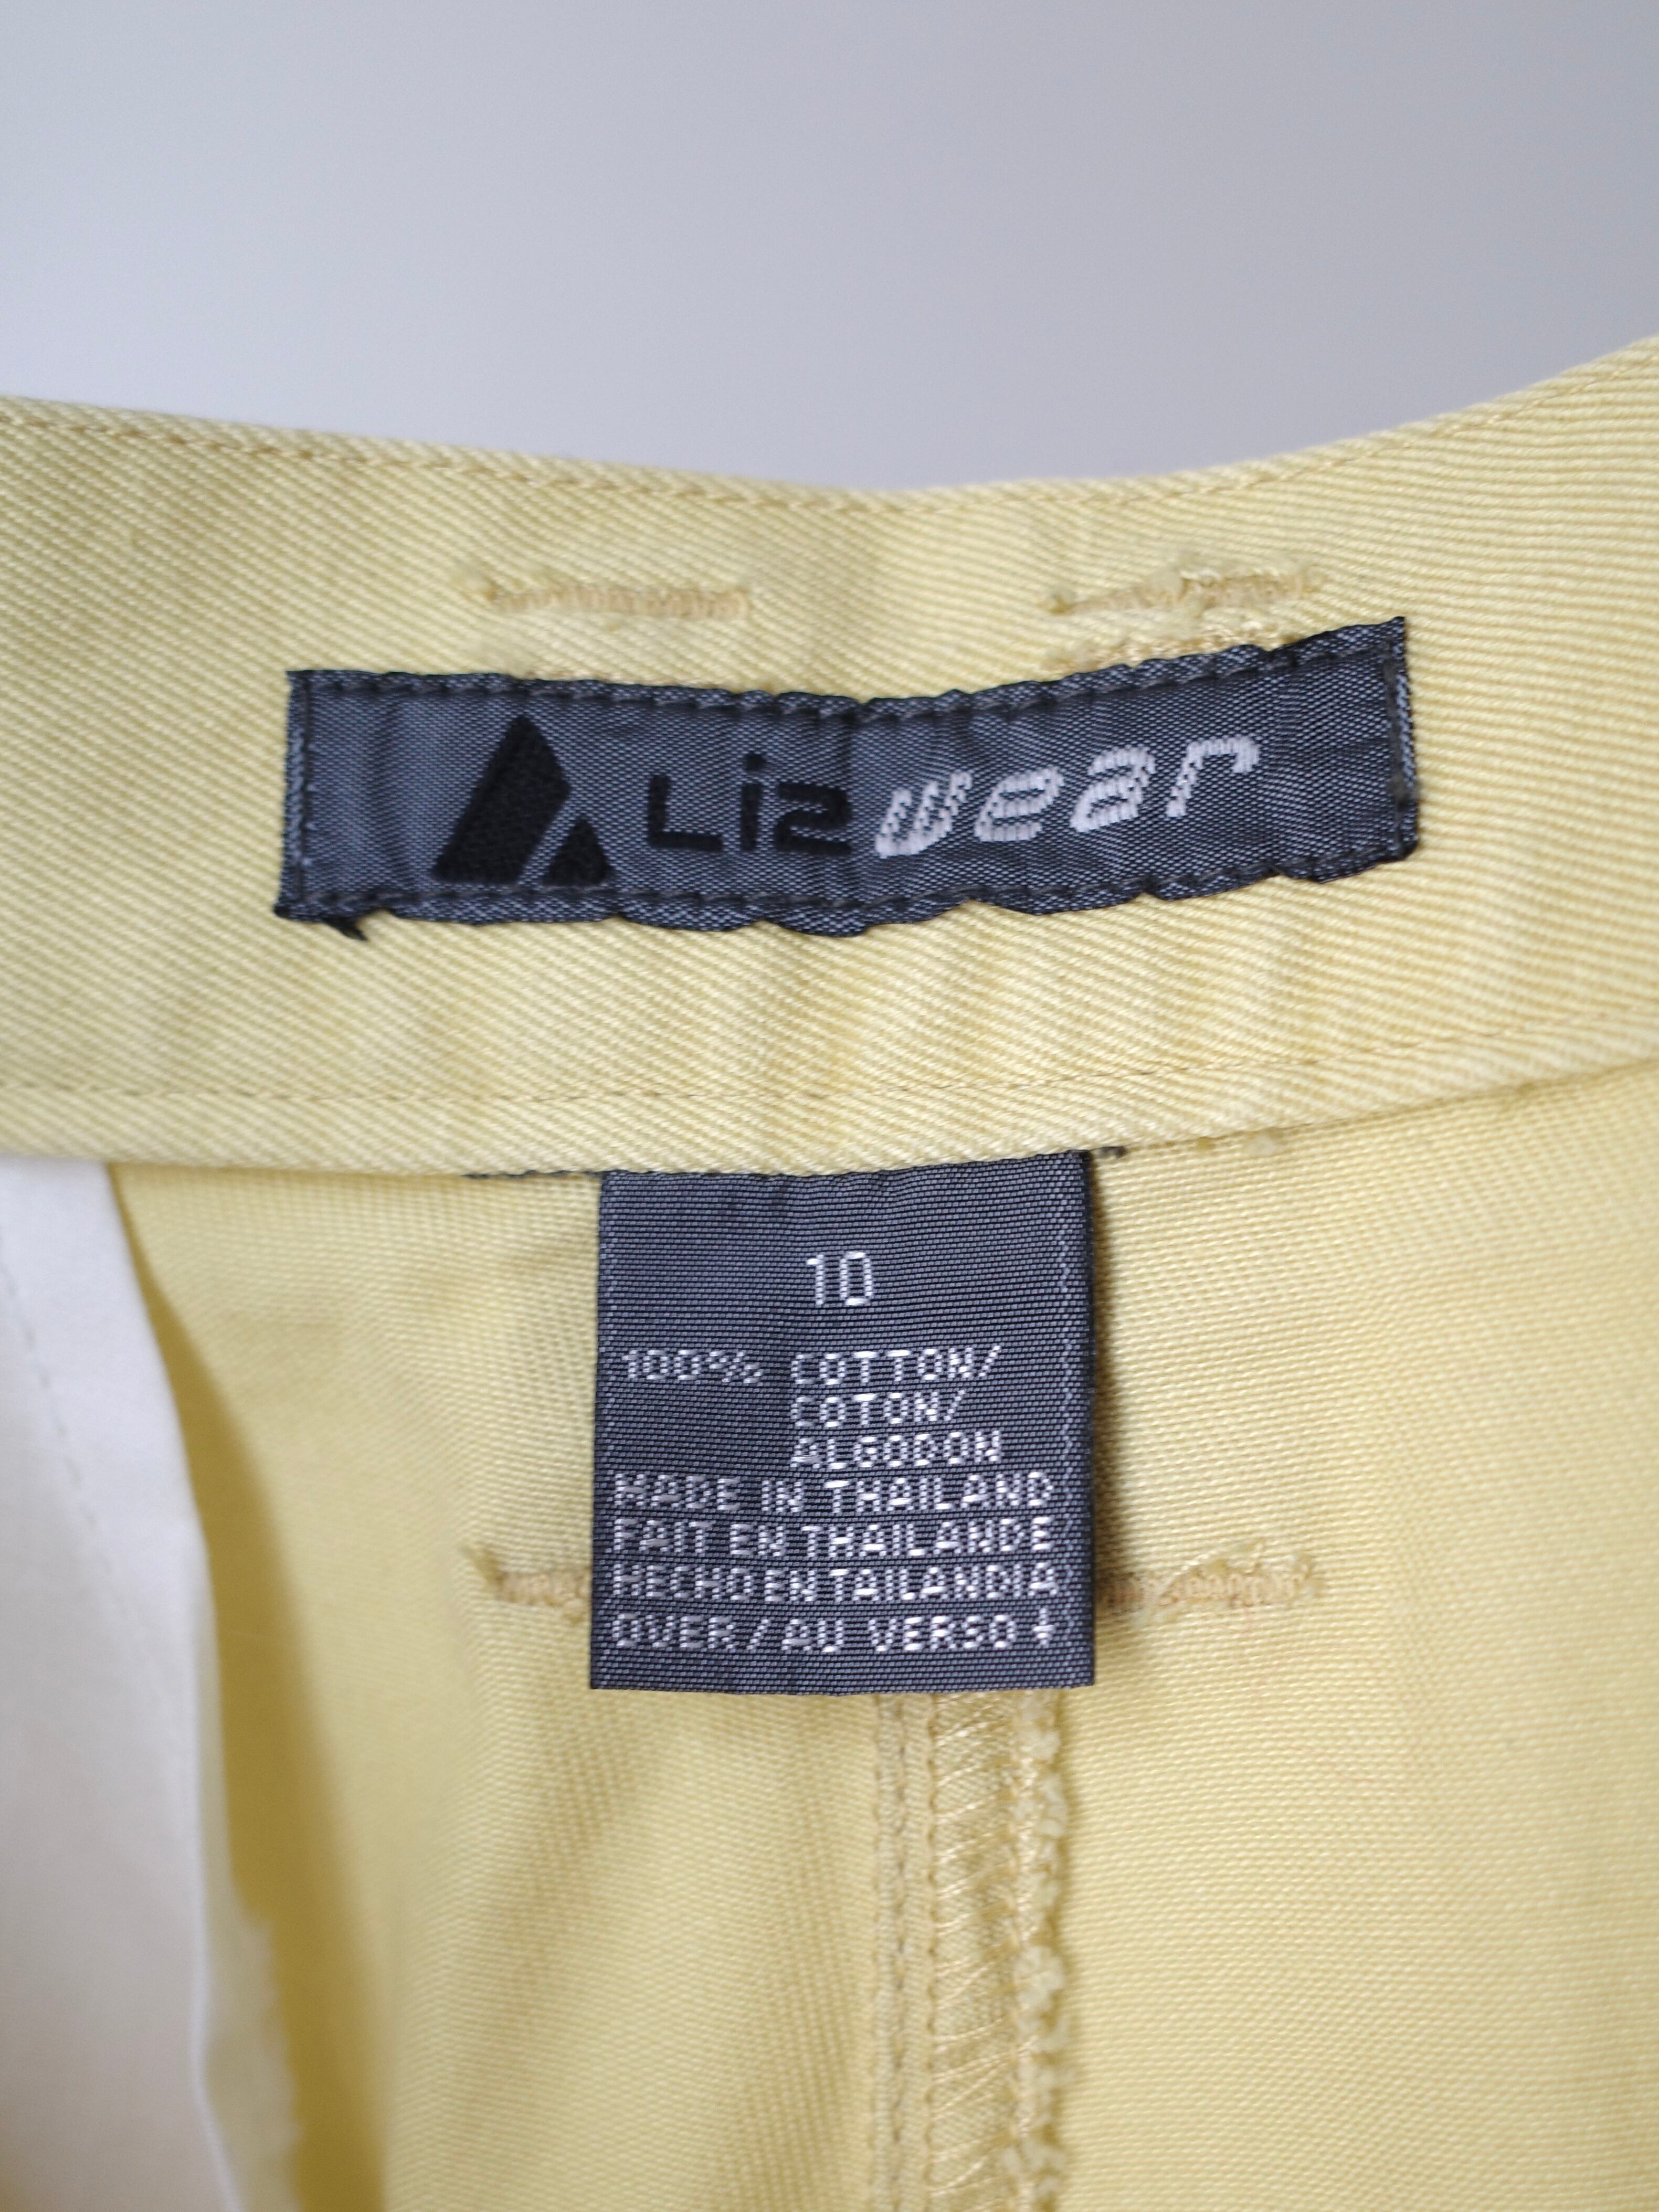 Lizwear
10
100% COTTON/
COTON/
ALGODON
MADE IN THAILAND
FAIT EN THAILANDE
HECHO EN TAILANDIA
OVER / AU VERSO ↓